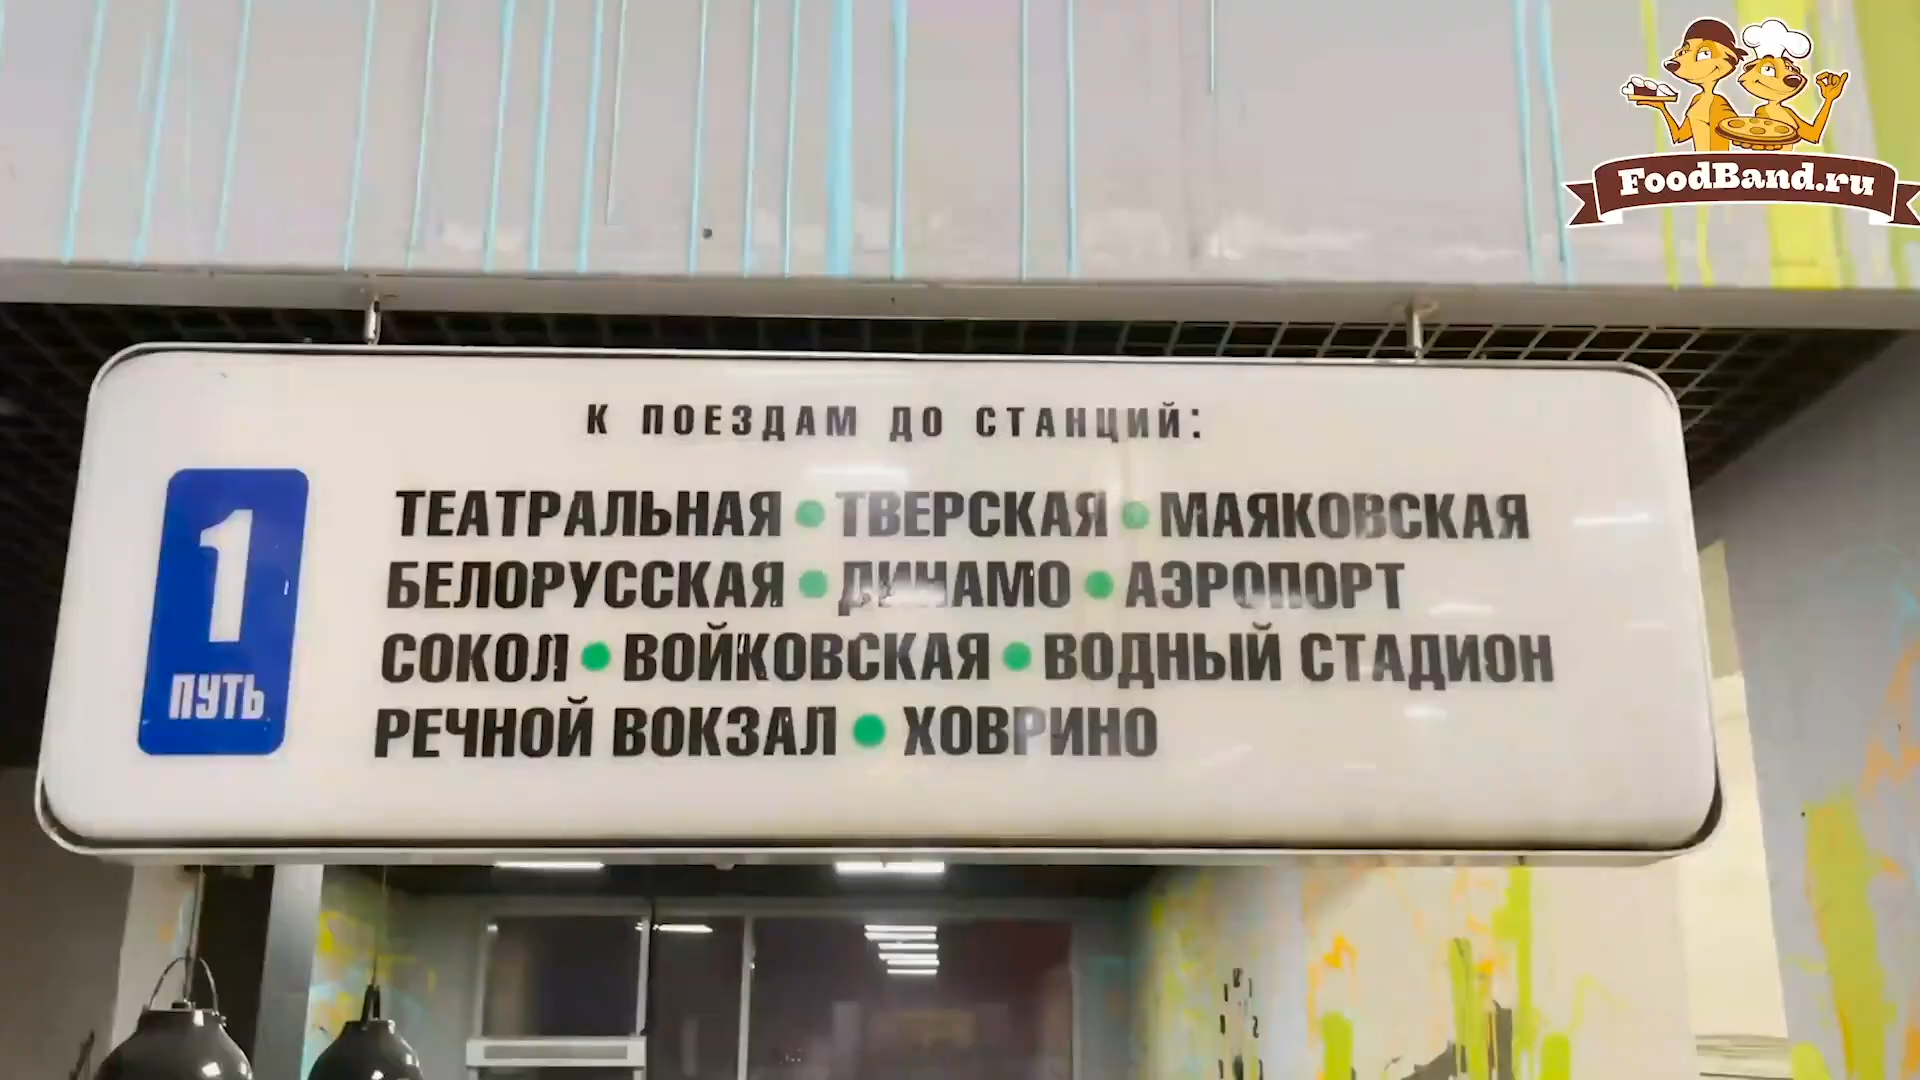 FoodBand.ru
К ПОЕЗДАМ ДО СТАНЦИЙ:
1
ПУТЬ
ТЕАТРАЛЬНАЯ • ТВЕРСКАЯ • МАЯКОВСКАЯ
БЕЛОРУССКАЯ • ДИНАМО • АЭРОПОРТ
СОКОЛ • ВОЙКОВСКАЯ • ВОДНЫЙ СТАДИОН
РЕЧНОЙ ВОКЗАЛ • ХОВРИНО